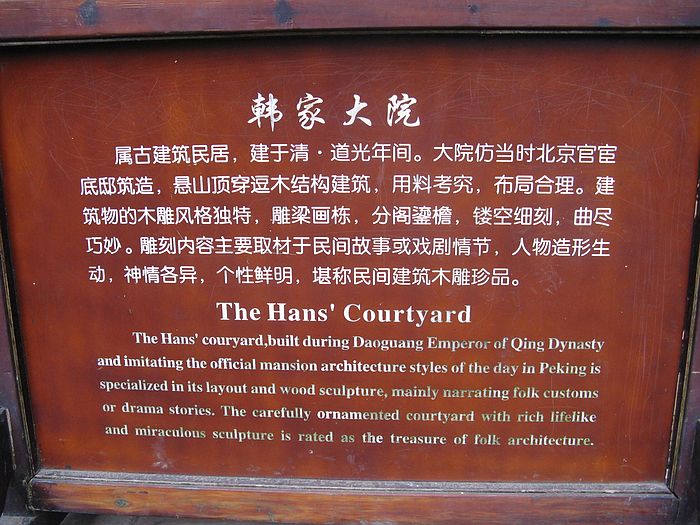 韩家大院
属古建筑民居，建于清·道光年间。大院仿当时北京官宦
底邸筑造，悬山顶穿逗木结构建筑，用料考究，布局合理。建
筑物的木雕风格独特，雕梁画栋，分阁鎏檐，镂空细刻，曲尽
巧妙。雕刻内容主要取材于民间故事或戏剧情节，人物造形生
动，神情各异，个性鲜明，堪称民间建筑木雕珍品。
The Hans' Courtyard
The Hans' couryard,built during Daoguang Emperor of Qing Dynasty
and imitating the official mansion architecture styles of the day in Peking is
specialized in its layout and wood sculpture, mainly narrating folk customs
or drama stories. The carefully ornamented courtyard with rich lifelike
and miraculous sculpture is rated as the treasure of folk architecture.